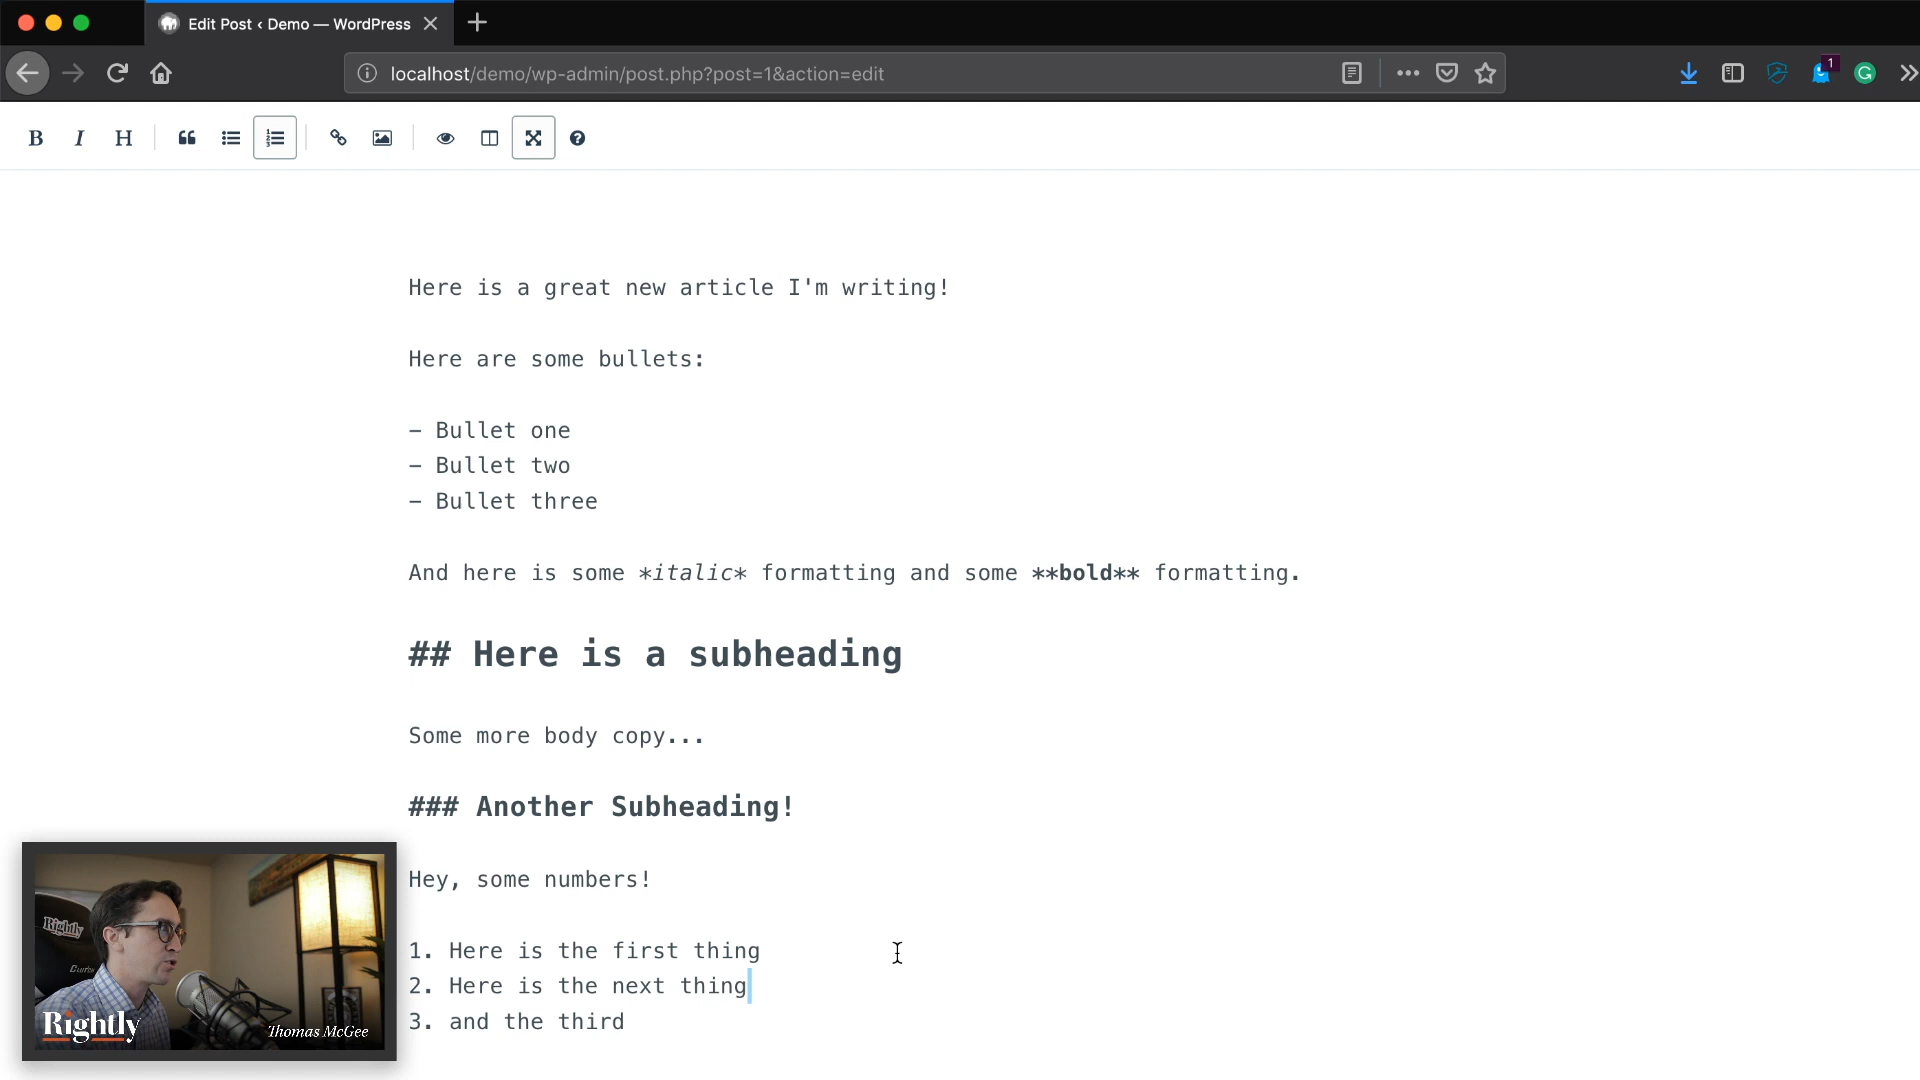 Edit Post ‹ Demo — WordPress
localhost/demo/wp-admin/post.php?post=1&action=edit
1
B I H
Here is a great new article I'm writing!
Here are some bullets:
- Bullet one
- Bullet two
- Bullet three
And here is some *italic* formatting and some **bold** formatting.
## Here is a subheading
Some more body copy...
### Another Subheading!
Hey, some numbers!
1. Here is the first thing
2. Here is the next thing
3. and the third
Rightly
Rightly
Thomas McGee